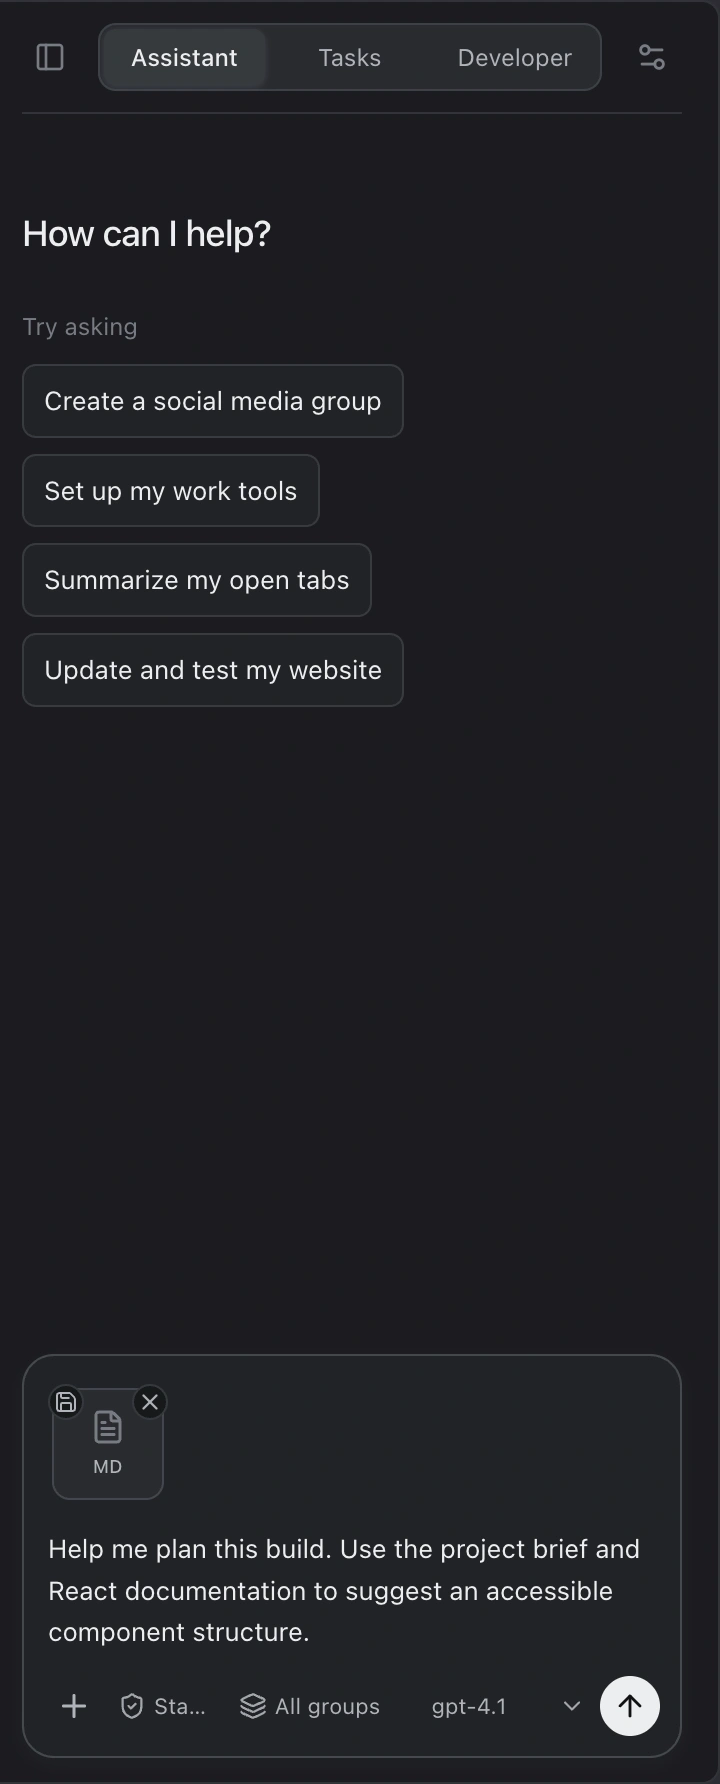 Assistant
Tasks
Developer
How can I help?
Try asking
Create a social media group
Set up my work tools
Summarize my open tabs
Update and test my website
MD
Help me plan this build. Use the project brief and
React documentation to suggest an accessible
component structure.
Sta...
All groups
gpt-4.1